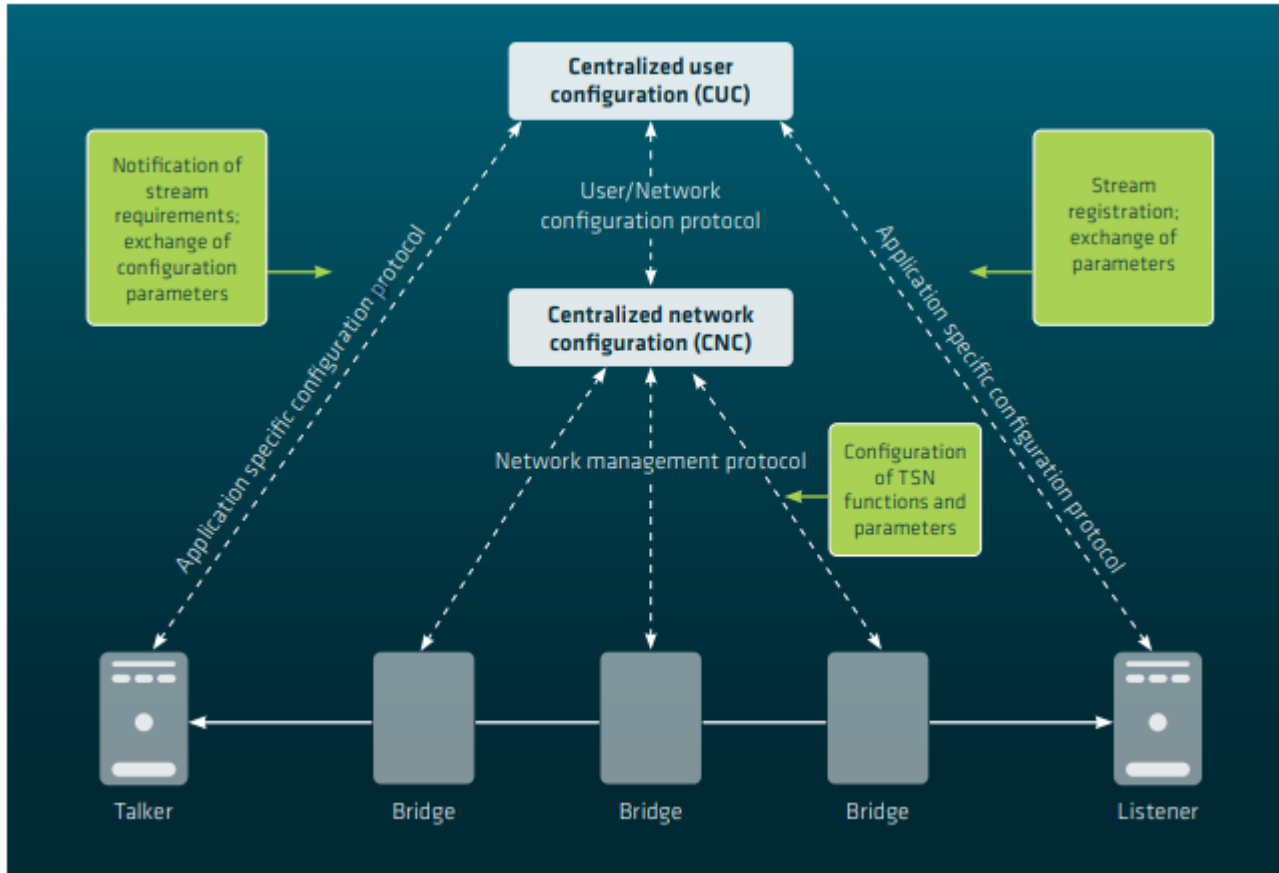 Centralized user
configuration (CUC)
Notification of
stream
requirements;
exchange of
configuration
parameters
User/Network
configuration protocol
Stream
registration;
exchange of
parameters
Application specific configuration protocol
Application specific configuration protocol
Centralized network
configuration (CNC)
Network management protocol
Configuration
of TSN
functions and
parameters
Talker
Bridge
Bridge
Bridge
Listener